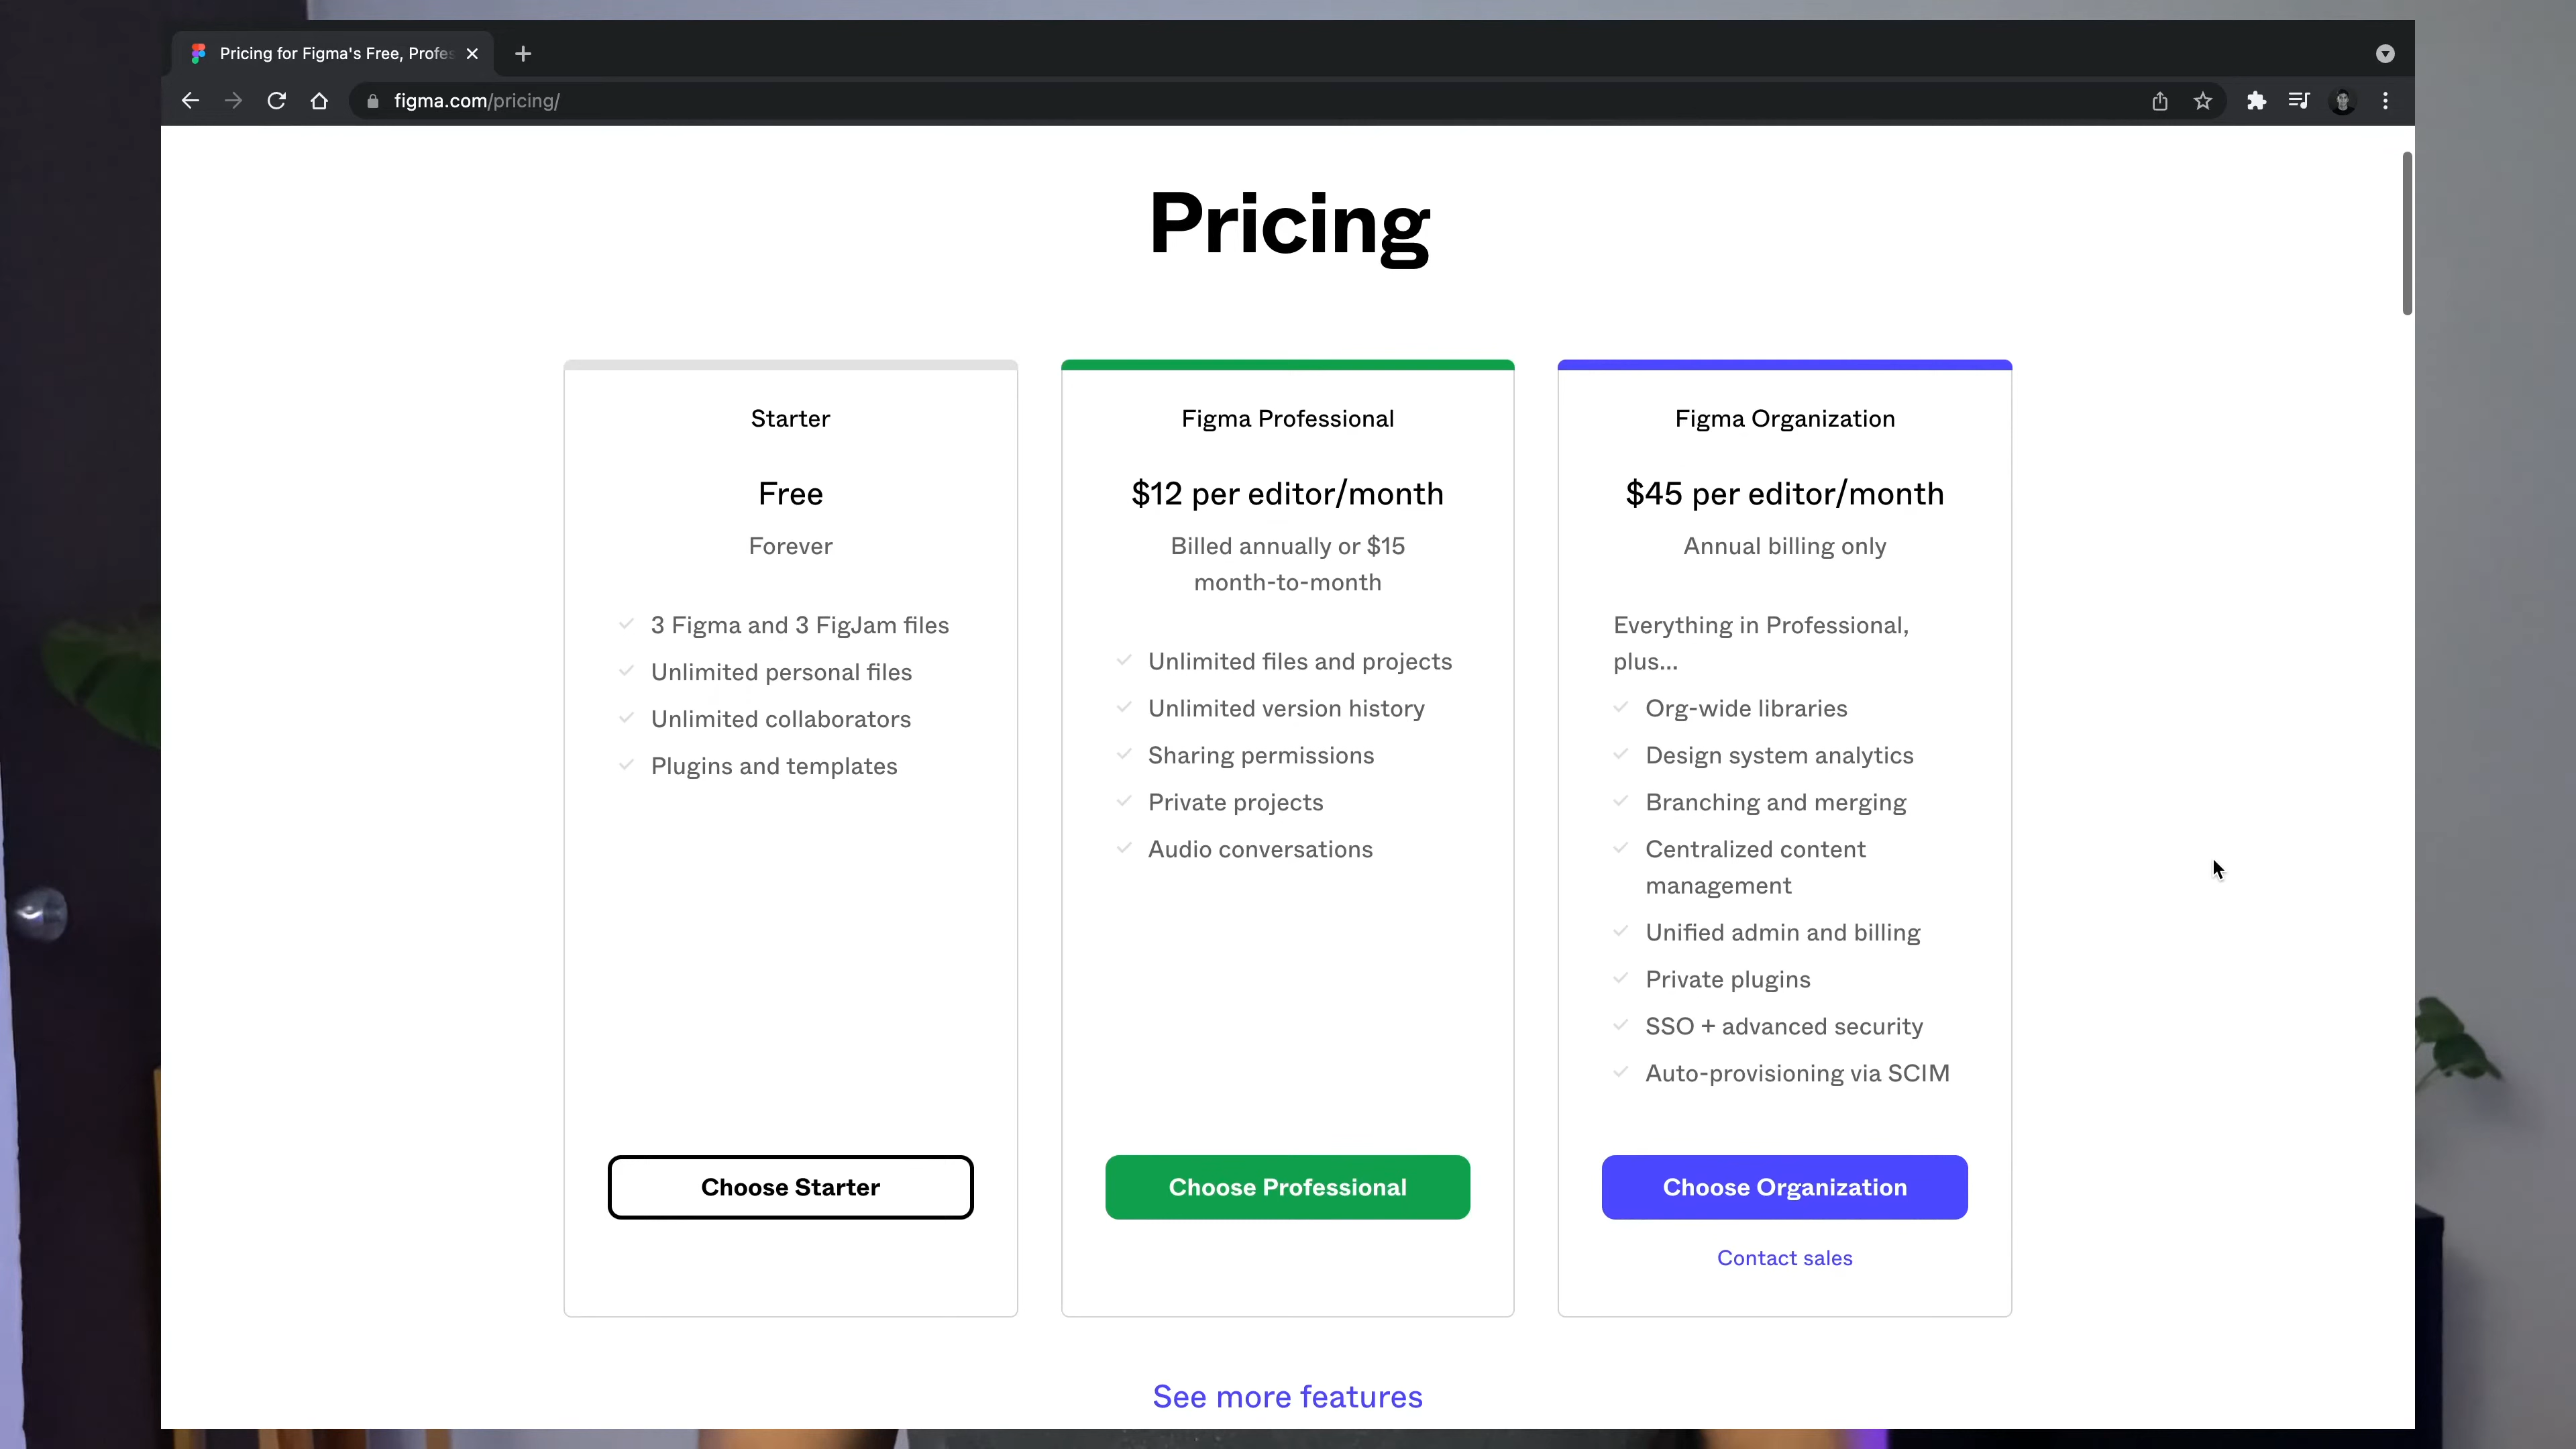 Pricing for Figma's Free, Profes
figma.com/pricing/
Pricing
Starter
Free
Forever
3 Figma and 3 FigJam files
Unlimited personal files
Unlimited collaborators
Plugins and templates
Choose Starter
Figma Professional
$12 per editor/month
Billed annually or $15
month-to-month
Unlimited files and projects
Unlimited version history
Sharing permissions
Private projects
Audio conversations
Choose Professional
Figma Organization
$45 per editor/month
Annual billing only
Everything in Professional,
plus...
Org-wide libraries
Design system analytics
Branching and merging
Centralized content
management
Unified admin and billing
Private plugins
SSO + advanced security
Auto-provisioning via SCIM
Choose Organization
Contact sales
See more features